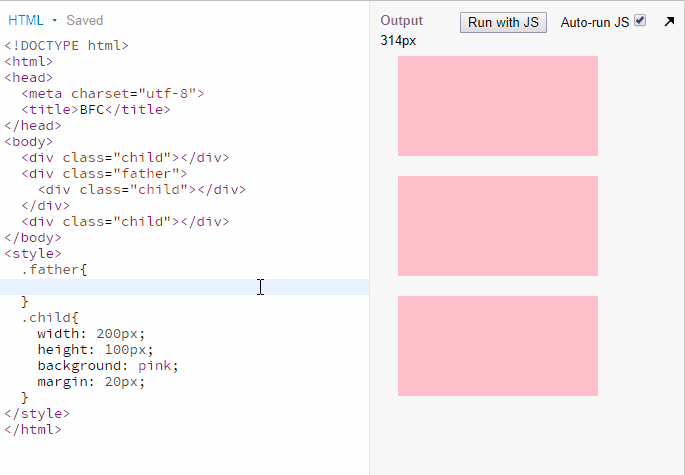 HTML Saved
<!DOCTYPE html>
<html>
<head>
  <meta charset="utf-8">
  <title>BFC</title>
</head>
<body>
  <div class="child"></div>
  <div class="father">
    <div class="child"></div>
  </div>
  <div class="child"></div>
</body>
<style>
  .father{

  }
  .child{
    width: 200px;
    height: 100px;
    background: pink;
    margin: 20px;
  }
</style>
</html>
Output Run with JS Auto-run JS
314px